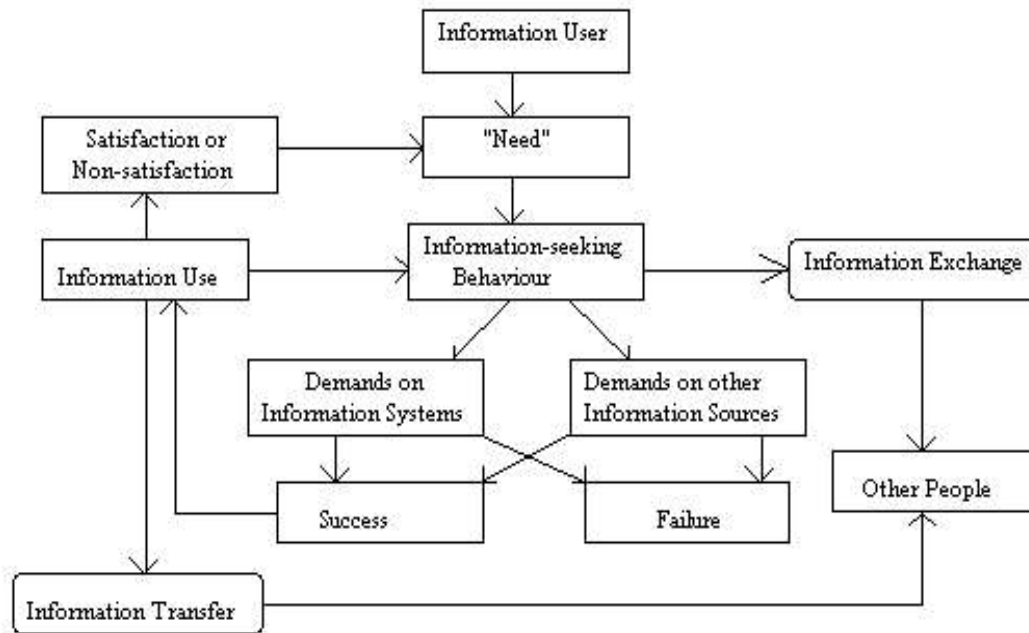 Information User
Satisfaction or
Non-satisfaction
"Need"
Information Use
Information-seeking
Behaviour
Information Exchange
Demands on
Information Systems
Demands on other
Information Sources
Success
Failure
Other People
Information Transfer